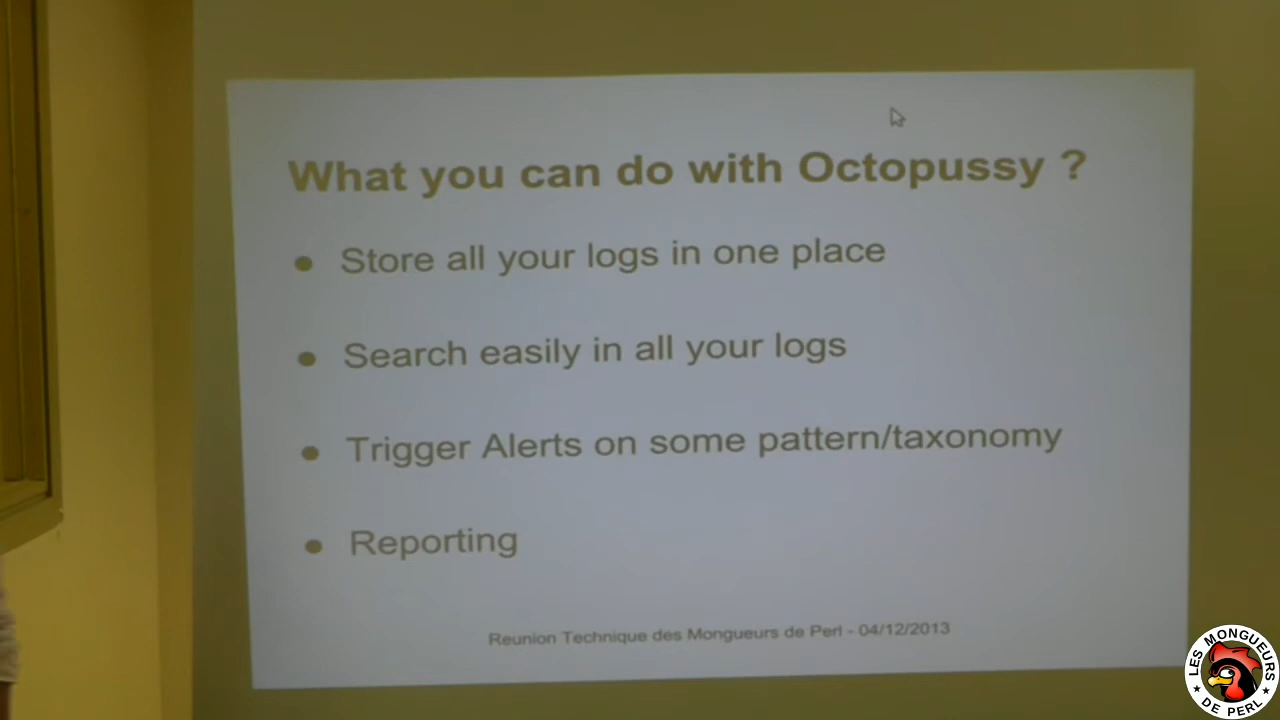 What you can do with Octopussy ?
● Store all your logs in one place
● Search easily in all your logs
● Trigger Alerts on some pattern/taxonomy
● Reporting
Reunion Technique des Mongueurs de Perl - 04/12/2013
LES MONGUEURS
★ DE PERL ★